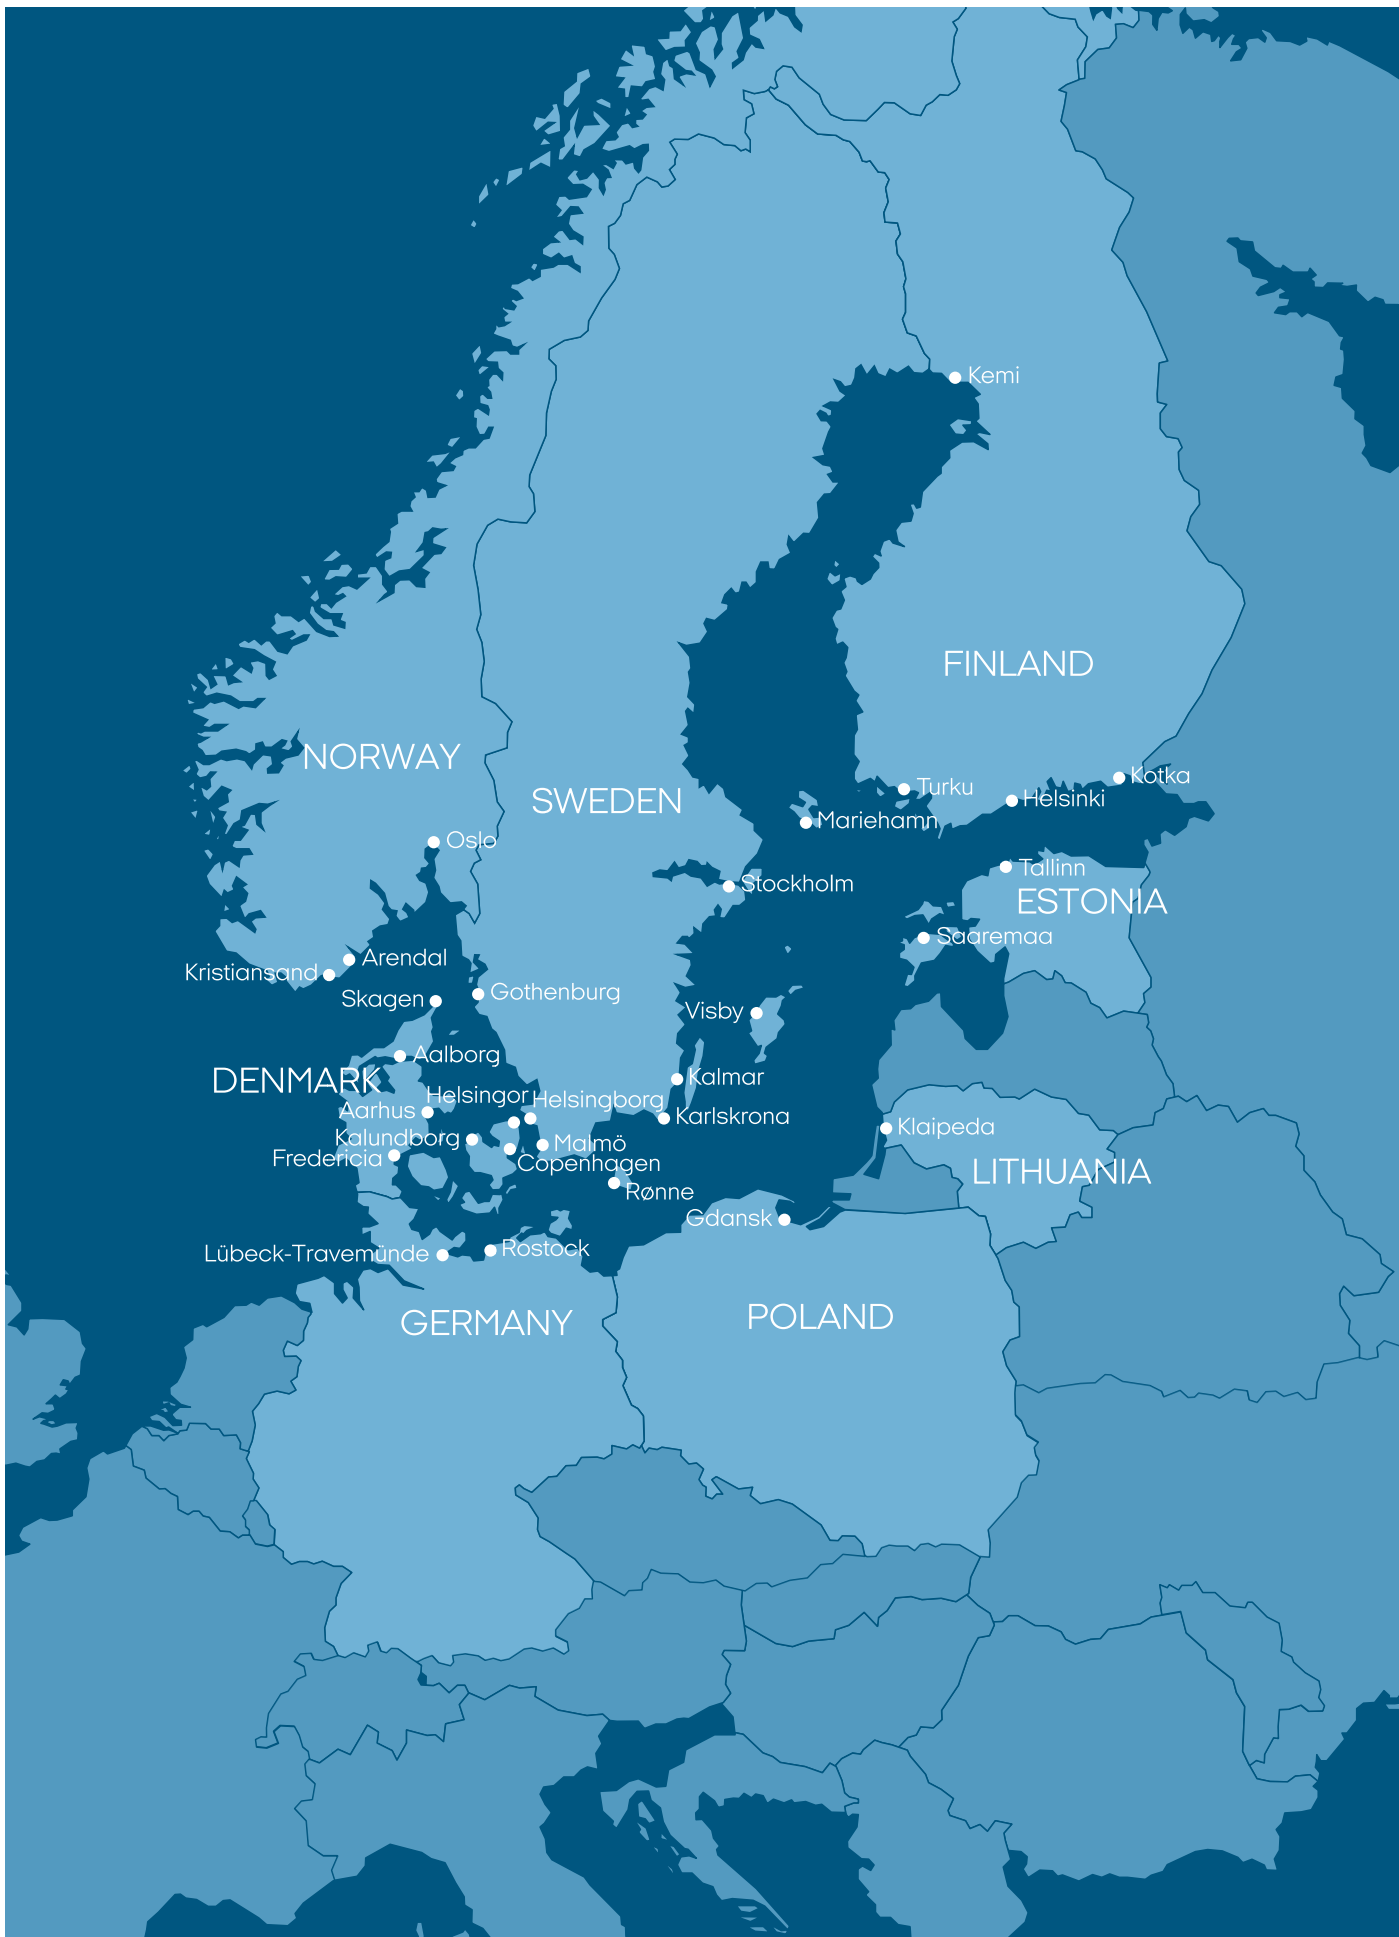 Kemi
FINLAND
NORWAY
SWEDEN
Kotka
Turku
Helsinki
Mariehamn
Oslo
Tallinn
Stockholm
ESTONIA
Saaremaa
Arendal
Kristiansand
Gothenburg
Skagen
Visby
Aalborg
DENMARK
Kalmar
Helsingor
Helsingborg
Aarhus
Karlskrona
Klaipeda
Kalundborg
Malmö
Fredericia
Copenhagen
LITHUANIA
Rønne
Gdansk
Rostock
Lübeck-Travemünde
POLAND
GERMANY